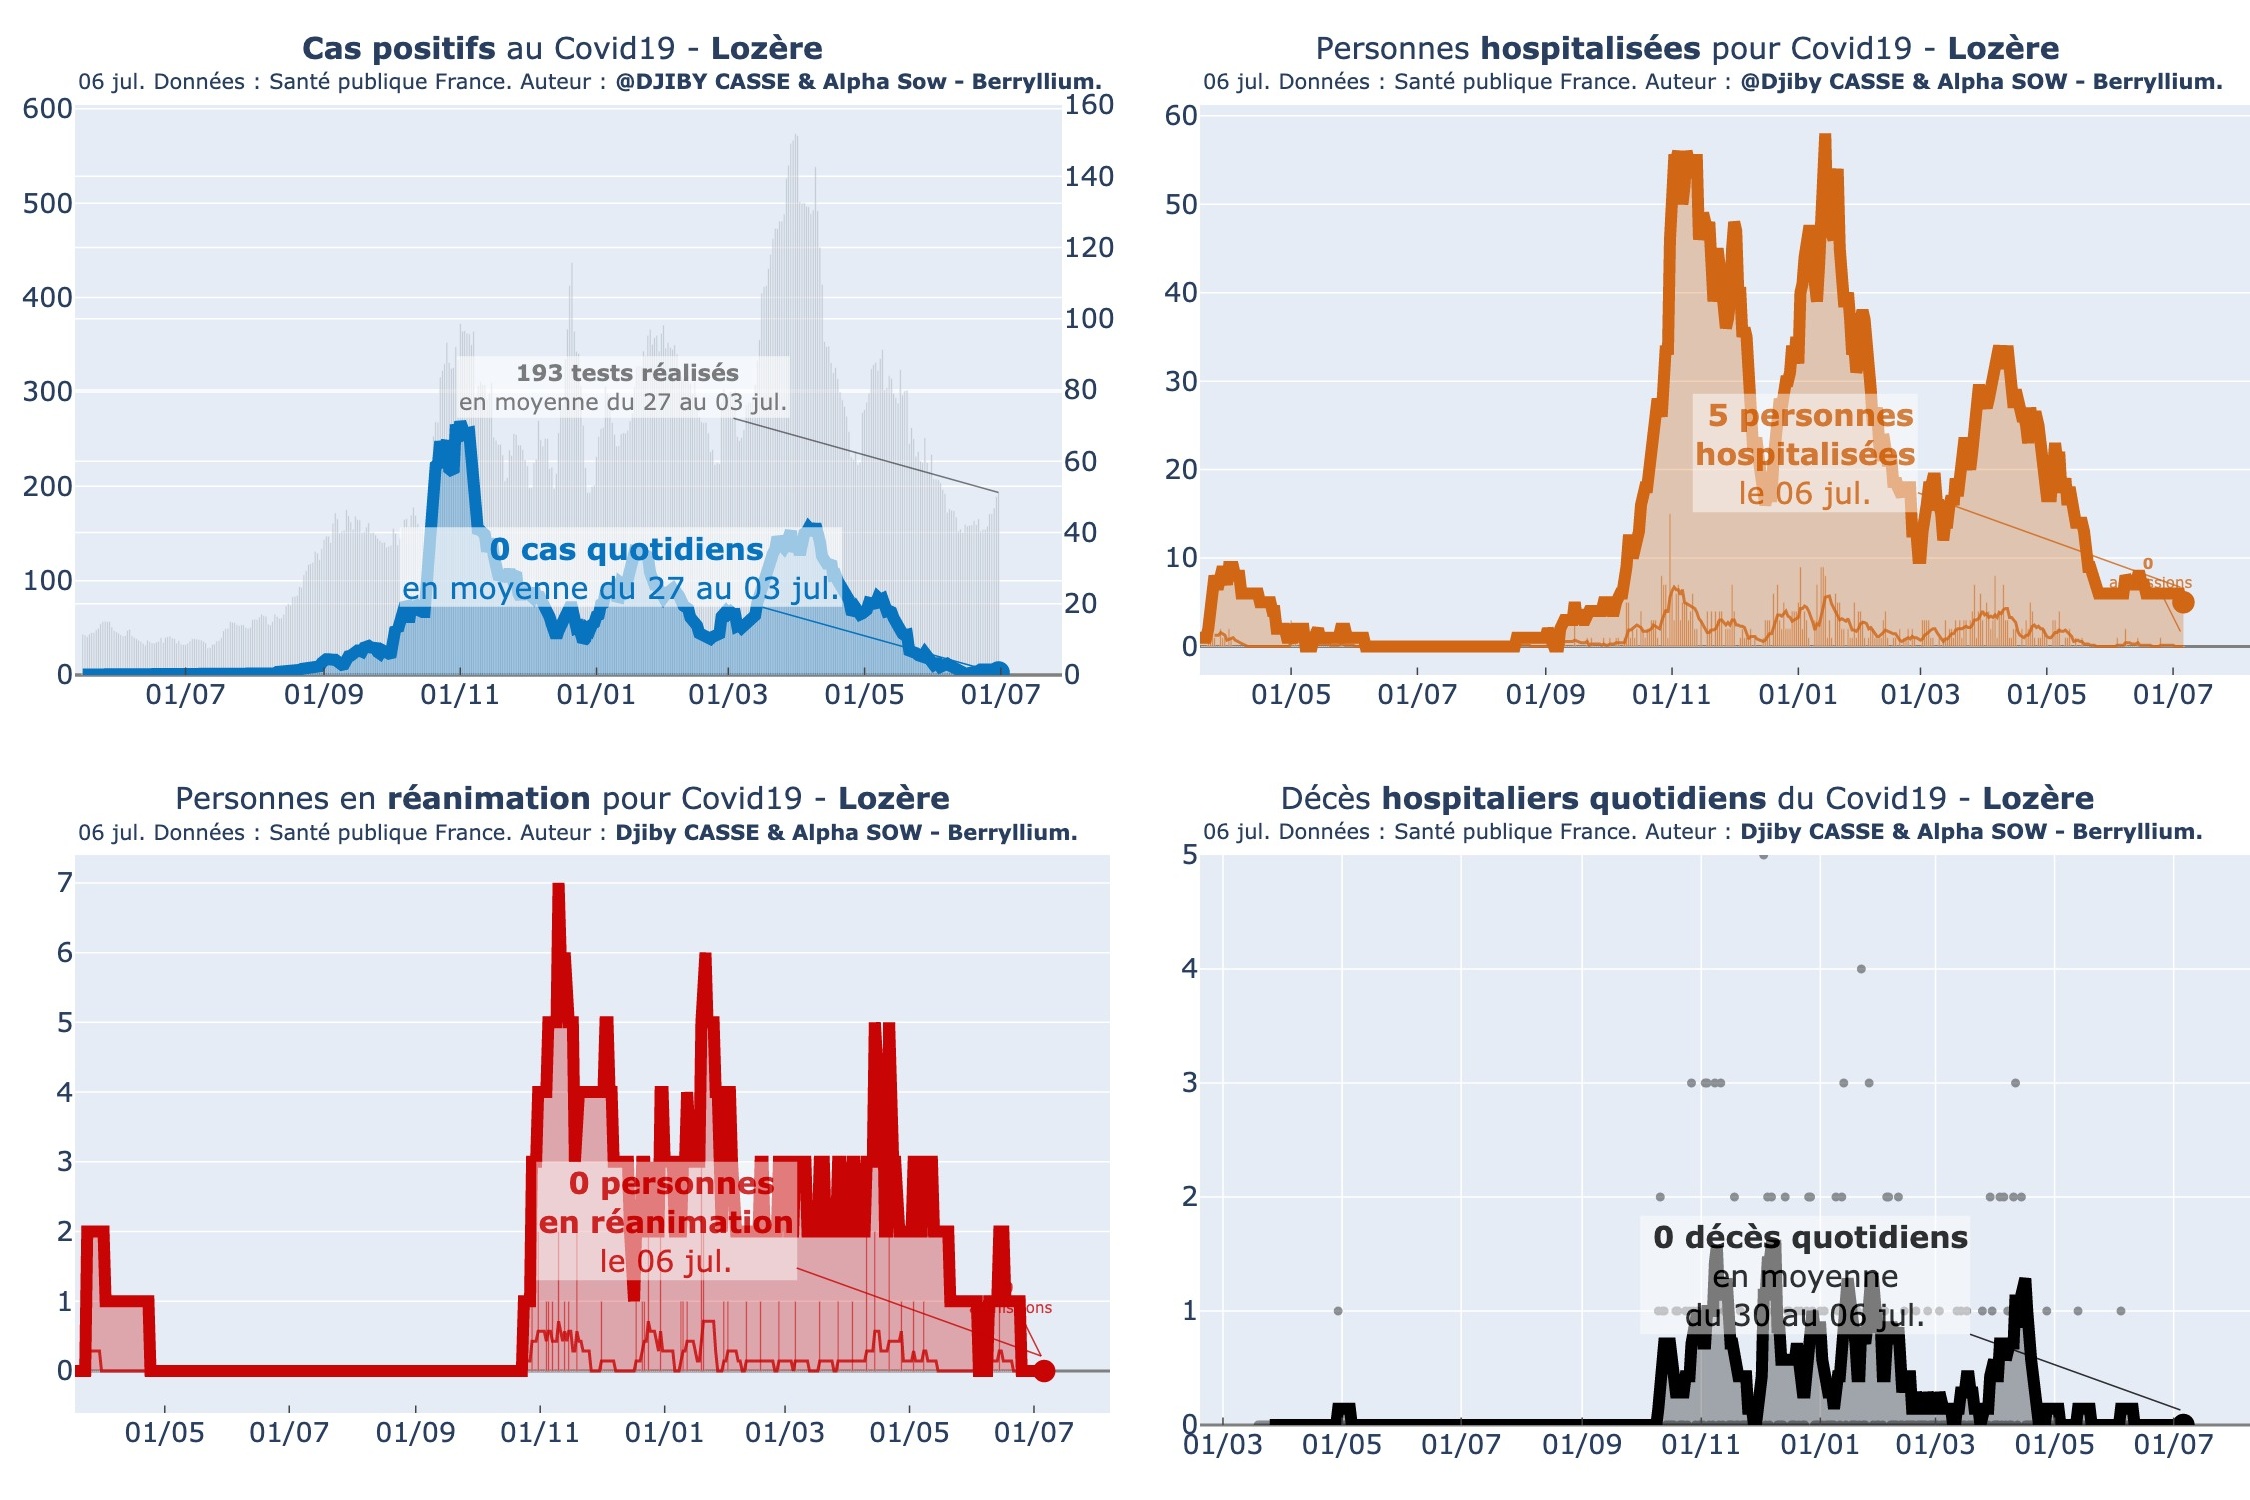 Cas positifs au Covid19 - Lozère
06 jul. Données : Santé publique France. Auteur : @DJIBY CASSE & Alpha Sow - Berryllium.
600
500
400
300
200
100
0
160
140
120
100
80
60
40
20
0
193 tests réalisés
en moyenne du 27 au 03 jul.
0 cas quotidiens
en moyenne du 27 au 03 jul.
01/07 01/09 01/11 01/01 01/03 01/05 01/07
Personnes hospitalisées pour Covid19 - Lozère
06 jul. Données : Santé publique France. Auteur : @Djiby CASSE & Alpha SOW - Berryllium.
60
50
40
30
20
10
0
5 personnes
hospitalisées
le 06 jul.
0
admissions
01/05 01/07 01/09 01/11 01/01 01/03 01/05 01/07
Personnes en réanimation pour Covid19 - Lozère
06 jul. Données : Santé publique France. Auteur : Djiby CASSE & Alpha SOW - Berryllium.
7
6
5
4
3
2
1
0
0 personnes
en réanimation
le 06 jul.
01/05 01/07 01/09 01/11 01/01 01/03 01/05 01/07
Décès hospitaliers quotidiens du Covid19 - Lozère
06 jul. Données : Santé publique France. Auteur : Djiby CASSE & Alpha SOW - Berryllium.
5
4
3
2
1
0
0 décès quotidiens
en moyenne
du 30 au 06 jul.
01/03 01/05 01/07 01/09 01/11 01/01 01/03 01/05 01/07